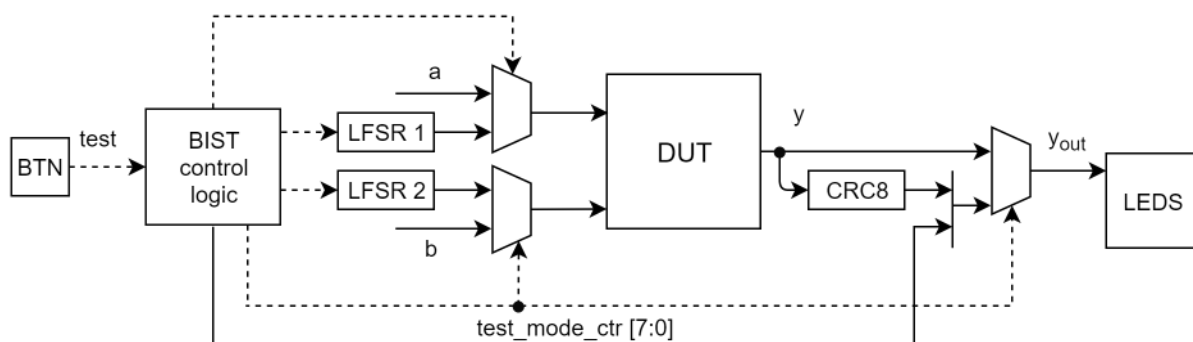 BTN
test
BIST
control
logic
LFSR 1
LFSR 2
a
b
DUT
y
CRC8
y_out
LEDS
test_mode_ctr [7:0]